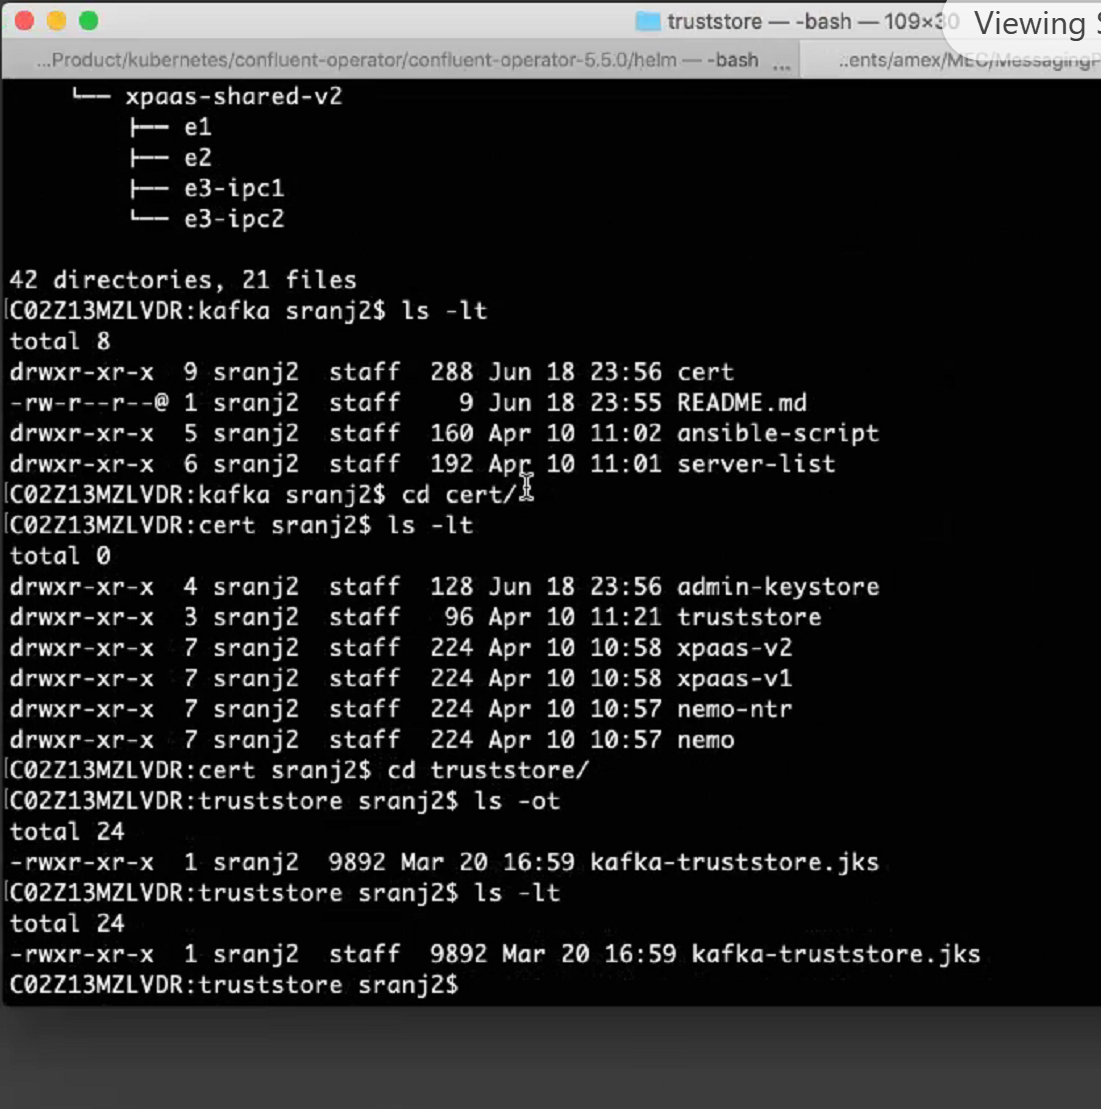 truststore — -bash — 109×30
Viewing S
...Product/kubernetes/confluent-operator/confluent-operator-5.5.0/helm — -bash ...
..ents/amex/MEC/MessagingP
└── xpaas-shared-v2
├── e1
├── e2
├── e3-ipc1
└── e3-ipc2
42 directories, 21 files
[C02Z13MZLVDR:kafka sranj2$ ls -lt
total 8
drwxr-xr-x  9 sranj2  staff  288 Jun 18 23:56 cert
-rw-r--r--@ 1 sranj2  staff    9 Jun 18 23:55 README.md
drwxr-xr-x  5 sranj2  staff  160 Apr 10 11:02 ansible-script
drwxr-xr-x  6 sranj2  staff  192 Apr 10 11:01 server-list
[C02Z13MZLVDR:kafka sranj2$ cd cert/
[C02Z13MZLVDR:cert sranj2$ ls -lt
total 0
drwxr-xr-x  4 sranj2  staff  128 Jun 18 23:56 admin-keystore
drwxr-xr-x  3 sranj2  staff   96 Apr 10 11:21 truststore
drwxr-xr-x  7 sranj2  staff  224 Apr 10 10:58 xpaas-v2
drwxr-xr-x  7 sranj2  staff  224 Apr 10 10:58 xpaas-v1
drwxr-xr-x  7 sranj2  staff  224 Apr 10 10:57 nemo-ntr
drwxr-xr-x  7 sranj2  staff  224 Apr 10 10:57 nemo
[C02Z13MZLVDR:cert sranj2$ cd truststore/
[C02Z13MZLVDR:truststore sranj2$ ls -ot
total 24
-rwxr-xr-x  1 sranj2  9892 Mar 20 16:59 kafka-truststore.jks
[C02Z13MZLVDR:truststore sranj2$ ls -lt
total 24
-rwxr-xr-x  1 sranj2  staff  9892 Mar 20 16:59 kafka-truststore.jks
C02Z13MZLVDR:truststore sranj2$